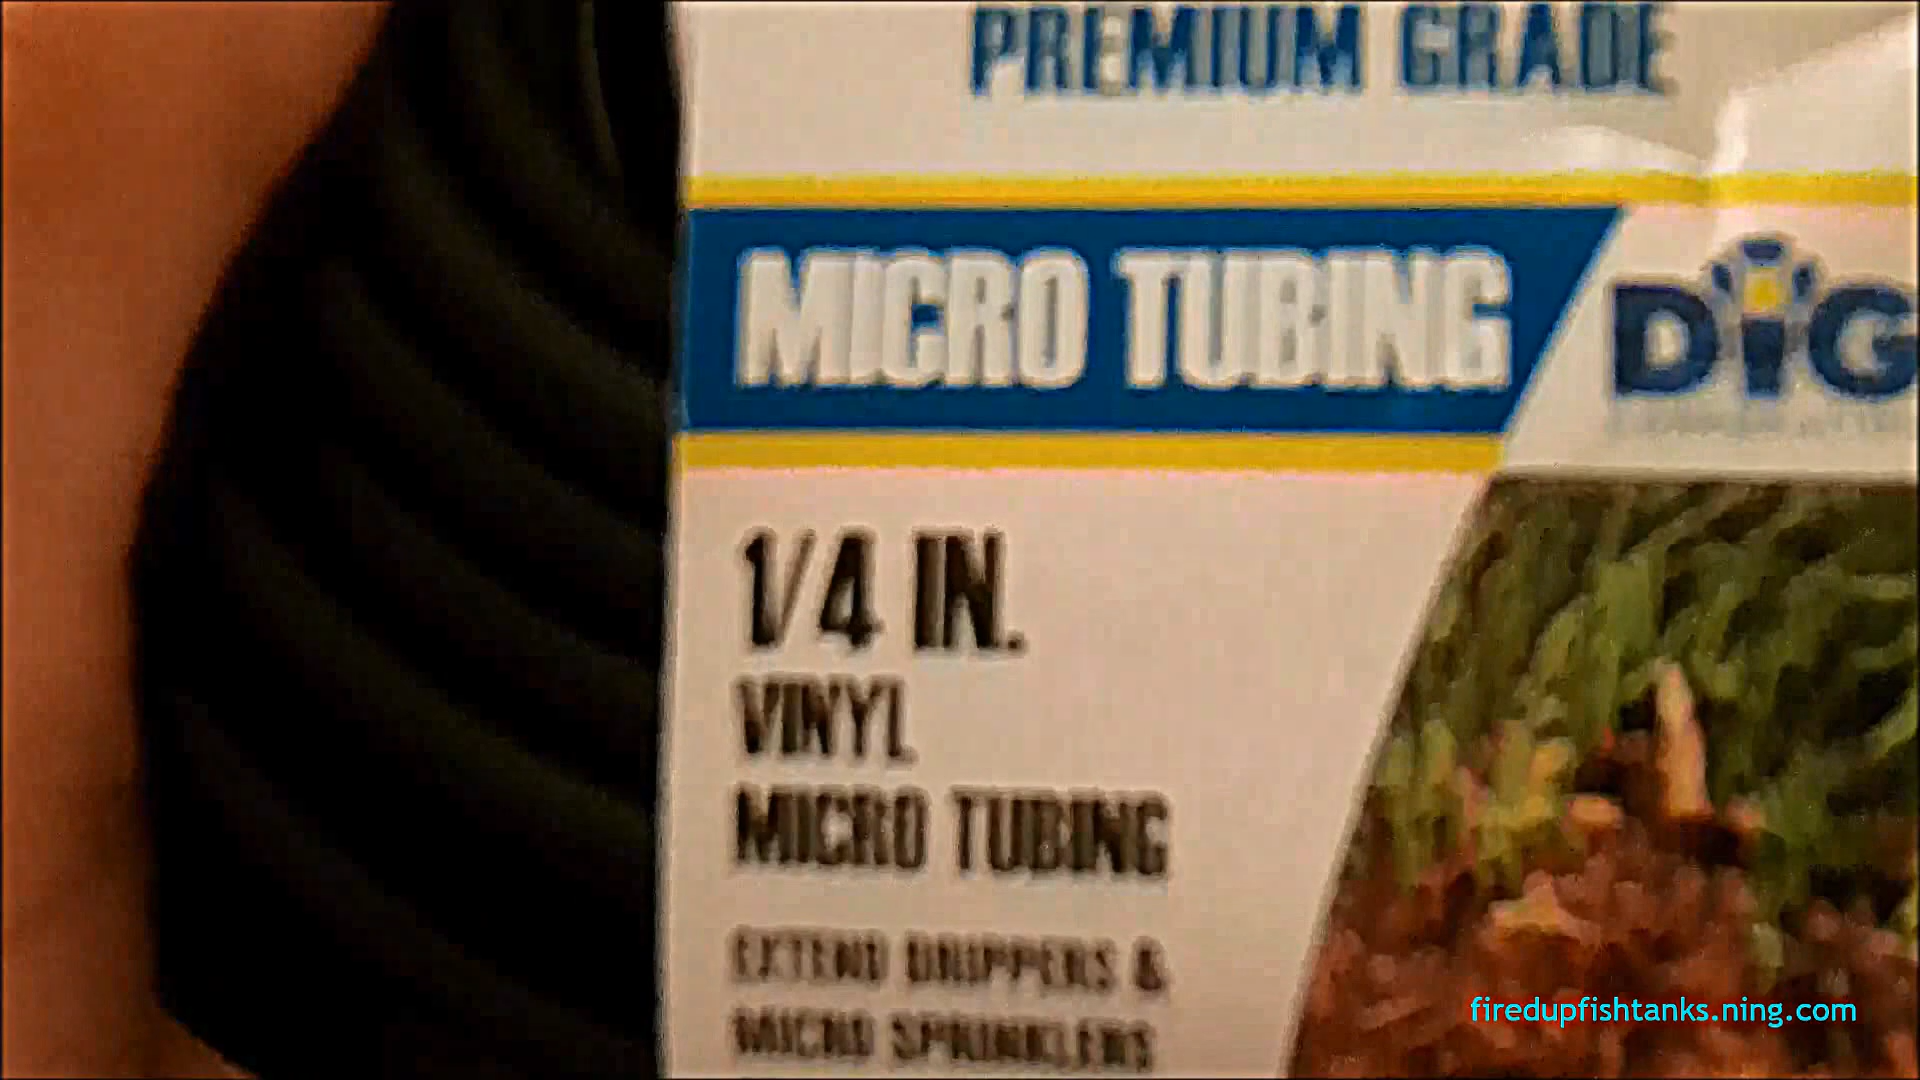 PREMIUM GRADE
MICRO TUBING
DIG
1/4 IN.
VINYL
MICRO TUBING
EXTEND DRIPPERS &
MICRO SPRINKLERS
firedupfishtanks.ning.com